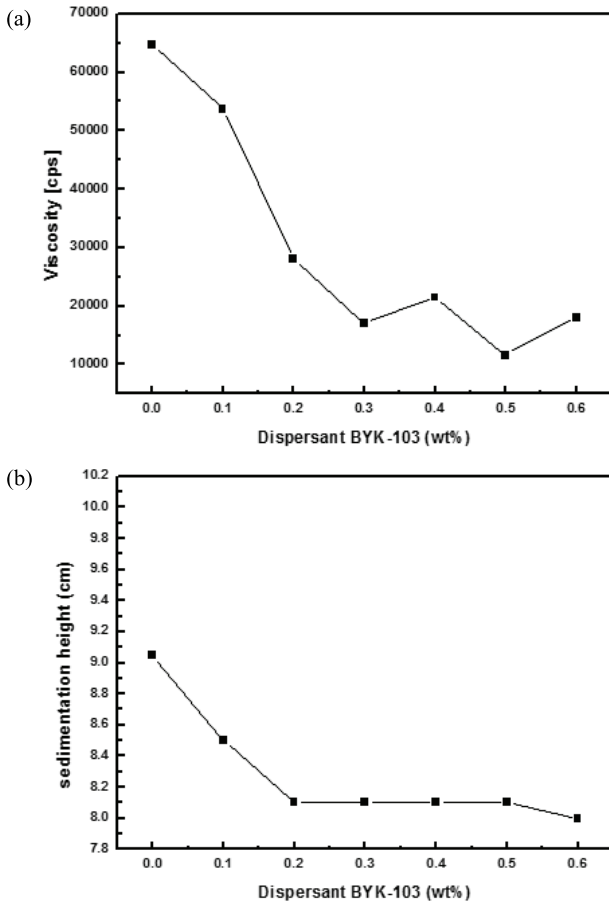 (a)
70000
60000
50000
40000
30000
20000
10000
Viscosity [cps]
0.0 0.1 0.2 0.3 0.4 0.5 0.6
Dispersant BYK-103 (wt%)
(b)
10.2
10.0
9.8
9.6
9.4
9.2
9.0
8.8
8.6
8.4
8.2
8.0
7.8
sedimentation height (cm)
0.0 0.1 0.2 0.3 0.4 0.5 0.6
Dispersant BYK-103 (wt%)